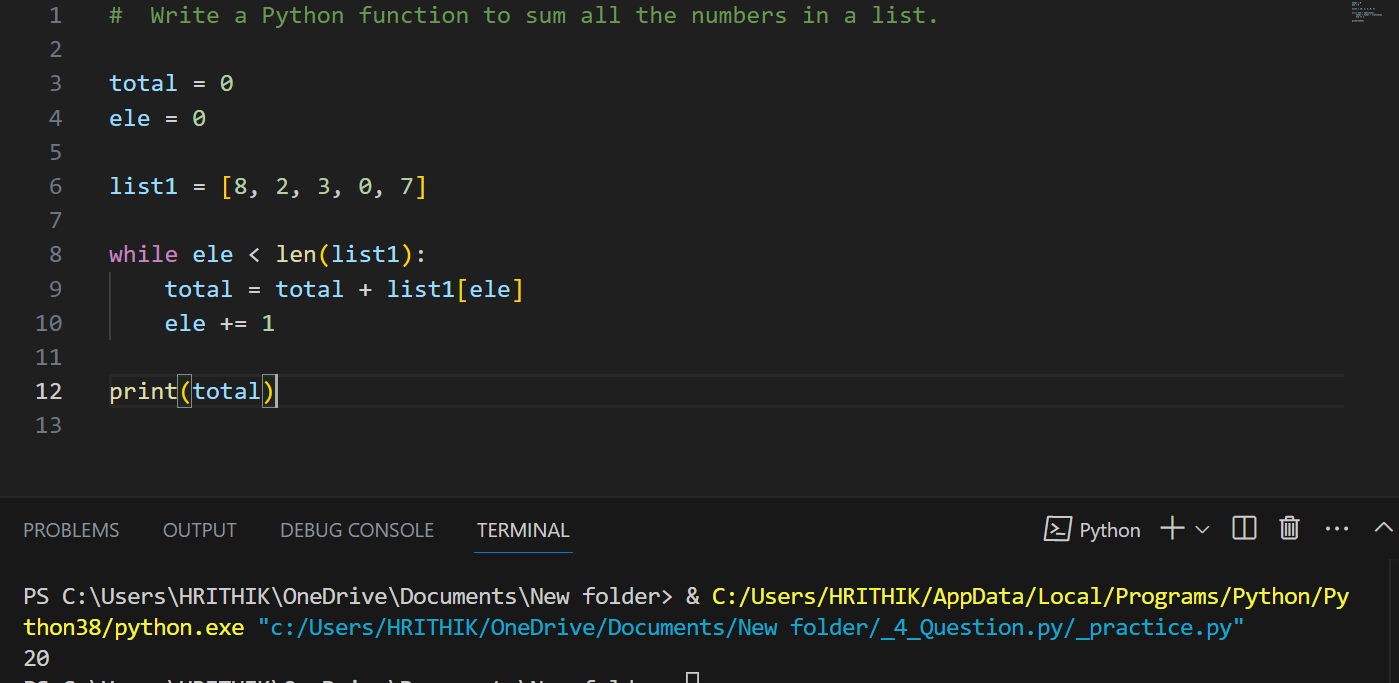 1 #  Write a Python function to sum all the numbers in a list.
2
3 total = 0
4 ele = 0
5
6 list1 = [8, 2, 3, 0, 7]
7
8 while ele < len(list1):
9     total = total + list1[ele]
10     ele += 1
11
12 print(total)
13
PROBLEMS OUTPUT DEBUG CONSOLE TERMINAL Python
PS C:\Users\HRITHIK\OneDrive\Documents\New folder> & C:/Users/HRITHIK/AppData/Local/Programs/Python/Py
thon38/python.exe "c:/Users/HRITHIK/OneDrive/Documents/New folder/_4_Question.py/_practice.py"
20